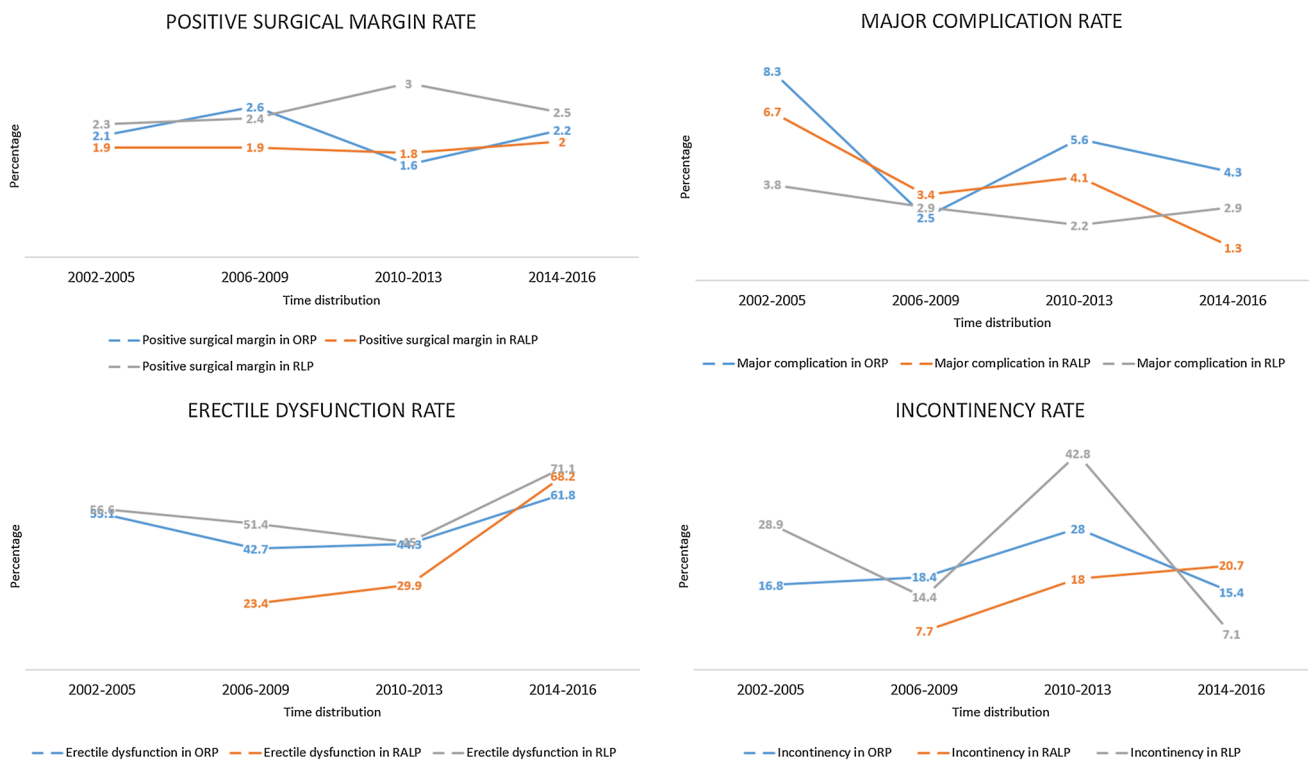 POSITIVE SURGICAL MARGIN RATE
Percentage
2.3
2.1
1.9
2.6
2.4
1.9
3
1.8
1.6
2.5
2.2
2
2002-2005 2006-2009 2010-2013 2014-2016
Time distribution
Positive surgical margin in ORP Positive surgical margin in RALP
Positive surgical margin in RLP
MAJOR COMPLICATION RATE
Percentage
8.3
6.7
3.8
3.4
2.9
2.5
5.6
4.1
2.2
4.3
2.9
1.3
2002-2005 2006-2009 2010-2013 2014-2016
Time distribution
Major complication in ORP Major complication in RALP Major complication in RLP
ERECTILE DYSFUNCTION RATE
Percentage
55.1
51.4
42.7
23.4
45
44.3
29.9
71.1
68.2
61.8
2002-2005 2006-2009 2010-2013 2014-2016
Time distribution
Erectile dysfunction in ORP Erectile dysfunction in RALP Erectile dysfunction in RLP
INCONTINENCY RATE
Percentage
28.9
16.8
18.4
14.4
7.7
42.8
28
18
20.7
15.4
7.1
2002-2005 2006-2009 2010-2013 2014-2016
Time distribution
Incontinency in ORP Incontinency in RALP Incontinency in RLP